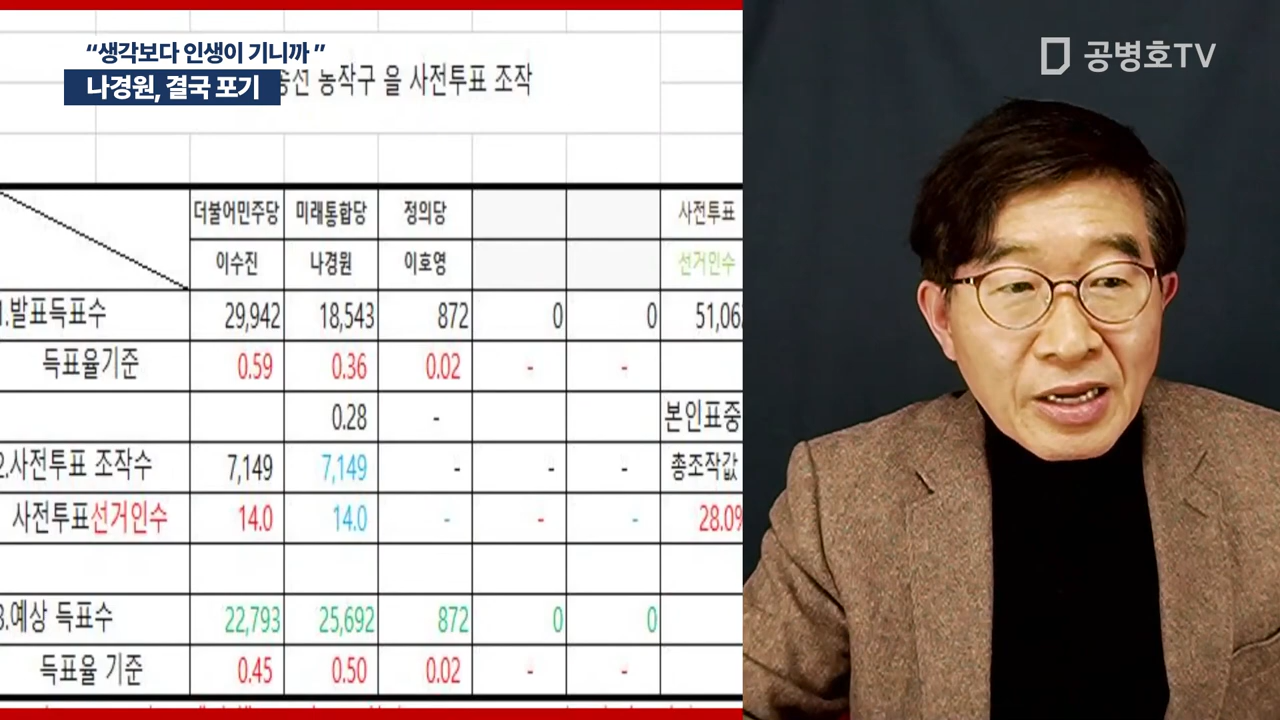 “생각보다 인생이 기니까 ”
나경원, 결국 포기
농작구 을 사전투표 조작
공병호TV
더불어민주당 미래통합당 정의당 사전투표
이수진 나경원 이호영 선거인수
1.발표득표수 29,942 18,543 872 0 0 51,06
득표율기준 0.59 0.36 0.02 - -
0.28 - 본인표중
2.사전투표 조작수 7,149 7,149 - - - 총조작값
사전투표선거인수 14.0 14.0 - - - 28.0%
3.예상 득표수 22,793 25,692 872 0 0
득표율 기준 0.45 0.50 0.02 - -